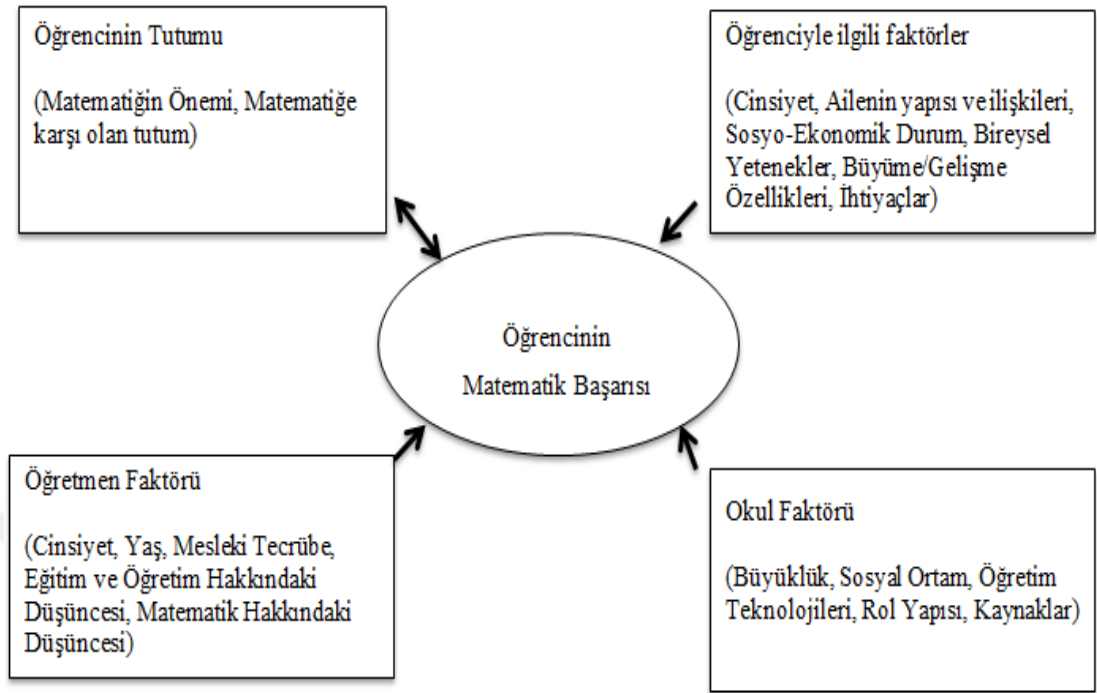 Öğrencinin Tutumu
(Matematiğin Önemi, Matematiğe
karşı olan tutum)
Öğrenciyle ilgili faktörler
(Cinsiyet, Ailenin yapısı ve ilişkileri,
Sosyo-Ekonomik Durum, Bireysel
Yetenekler, Büyüme/Gelişme
Özellikleri, İhtiyaçlar)
Öğrencinin
Matematik Başarısı
Öğretmen Faktörü
(Cinsiyet, Yaş, Mesleki Tecrübe,
Eğitim ve Öğretim Hakkındaki
Düşüncesi, Matematik Hakkındaki
Düşüncesi)
Okul Faktörü
(Büyüklük, Sosyal Ortam, Öğretim
Teknolojileri, Rol Yapısı, Kaynaklar)